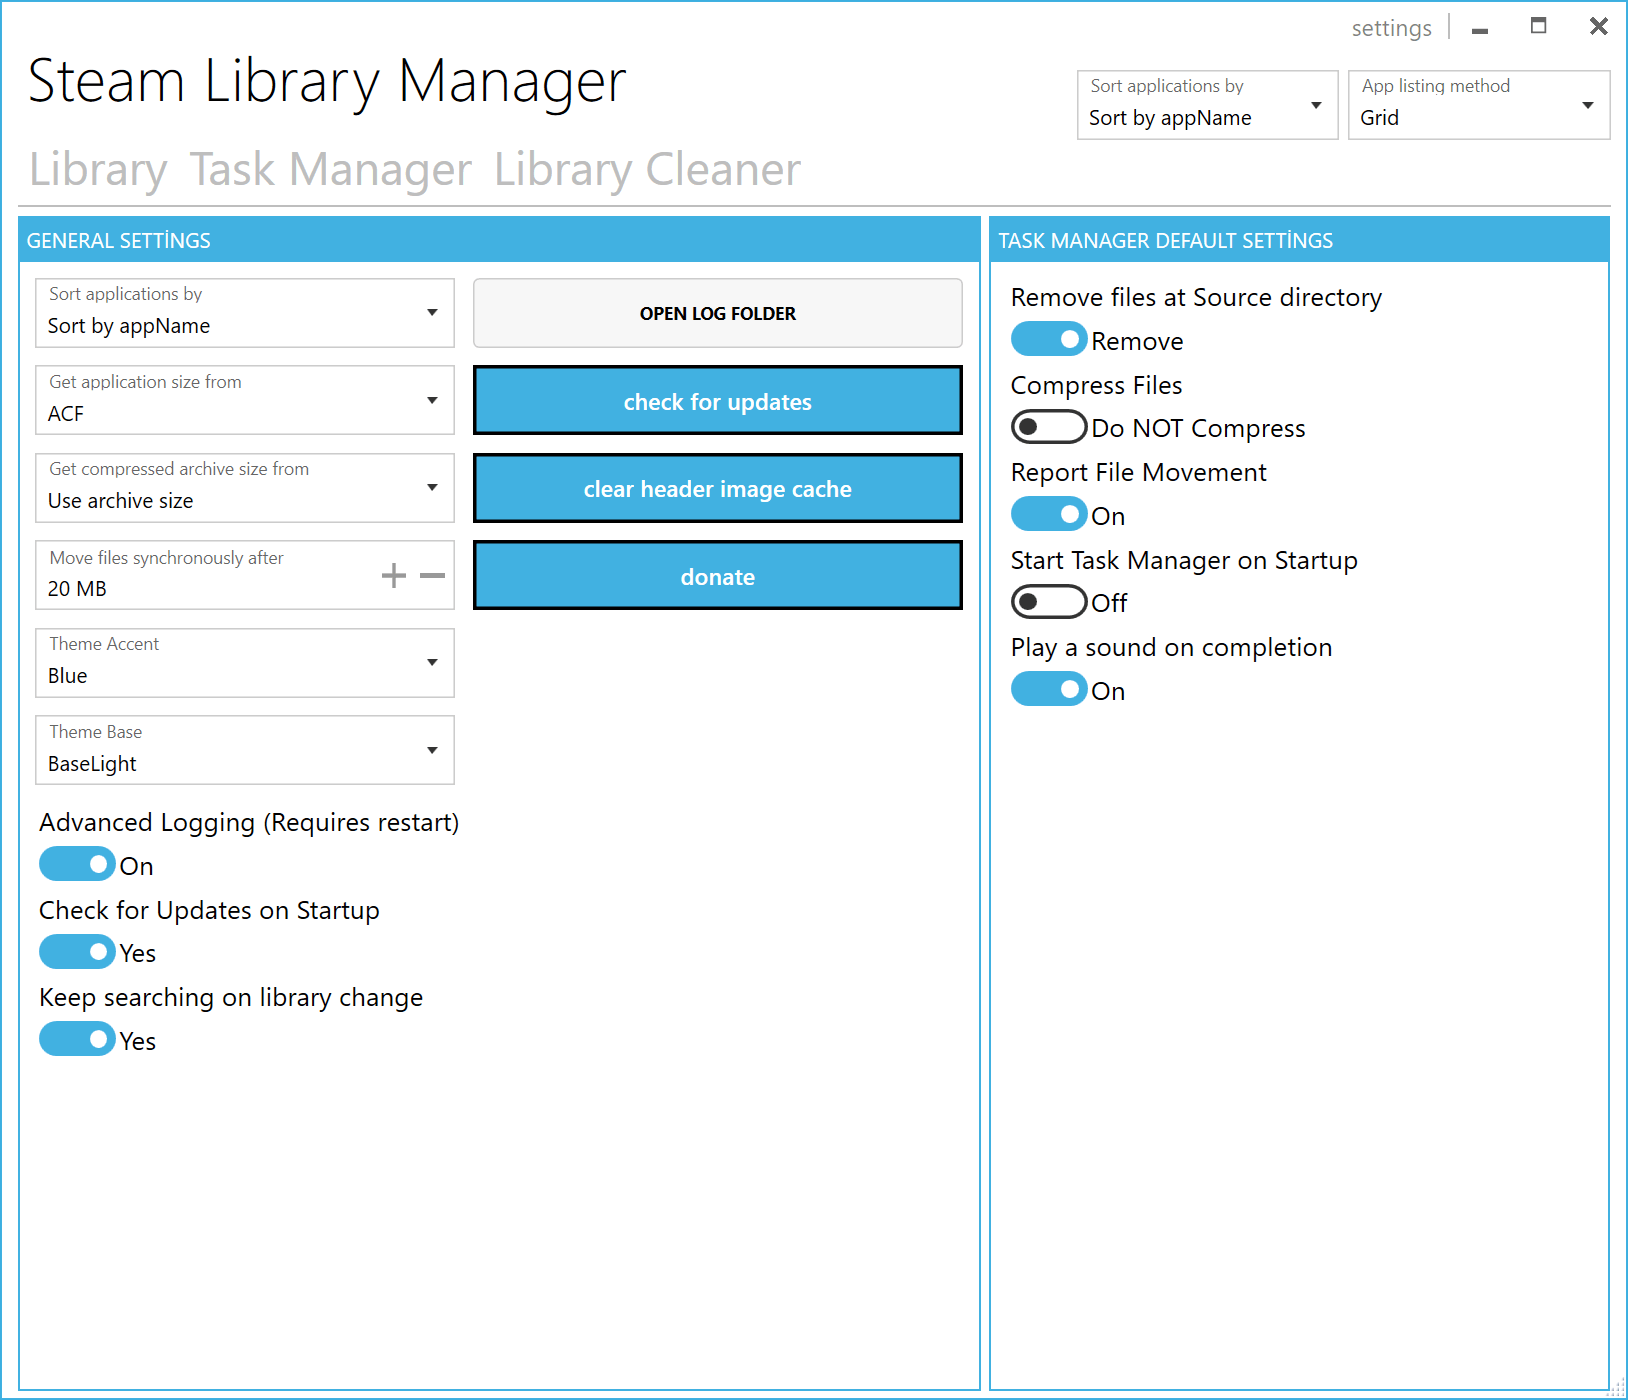 settings
Steam Library Manager
Sort applications by
Sort by appName
App listing method
Grid
Library Task Manager Library Cleaner
GENERAL SETTİNGS
Sort applications by
Sort by appName
OPEN LOG FOLDER
Get application size from
ACF
check for updates
Get compressed archive size from
Use archive size
clear header image cache
Move files synchronously after
20 MB
donate
Theme Accent
Blue
Theme Base
BaseLight
Advanced Logging (Requires restart)
On
Check for Updates on Startup
Yes
Keep searching on library change
Yes
TASK MANAGER DEFAULT SETTİNGS
Remove files at Source directory
Remove
Compress Files
Do NOT Compress
Report File Movement
On
Start Task Manager on Startup
Off
Play a sound on completion
On